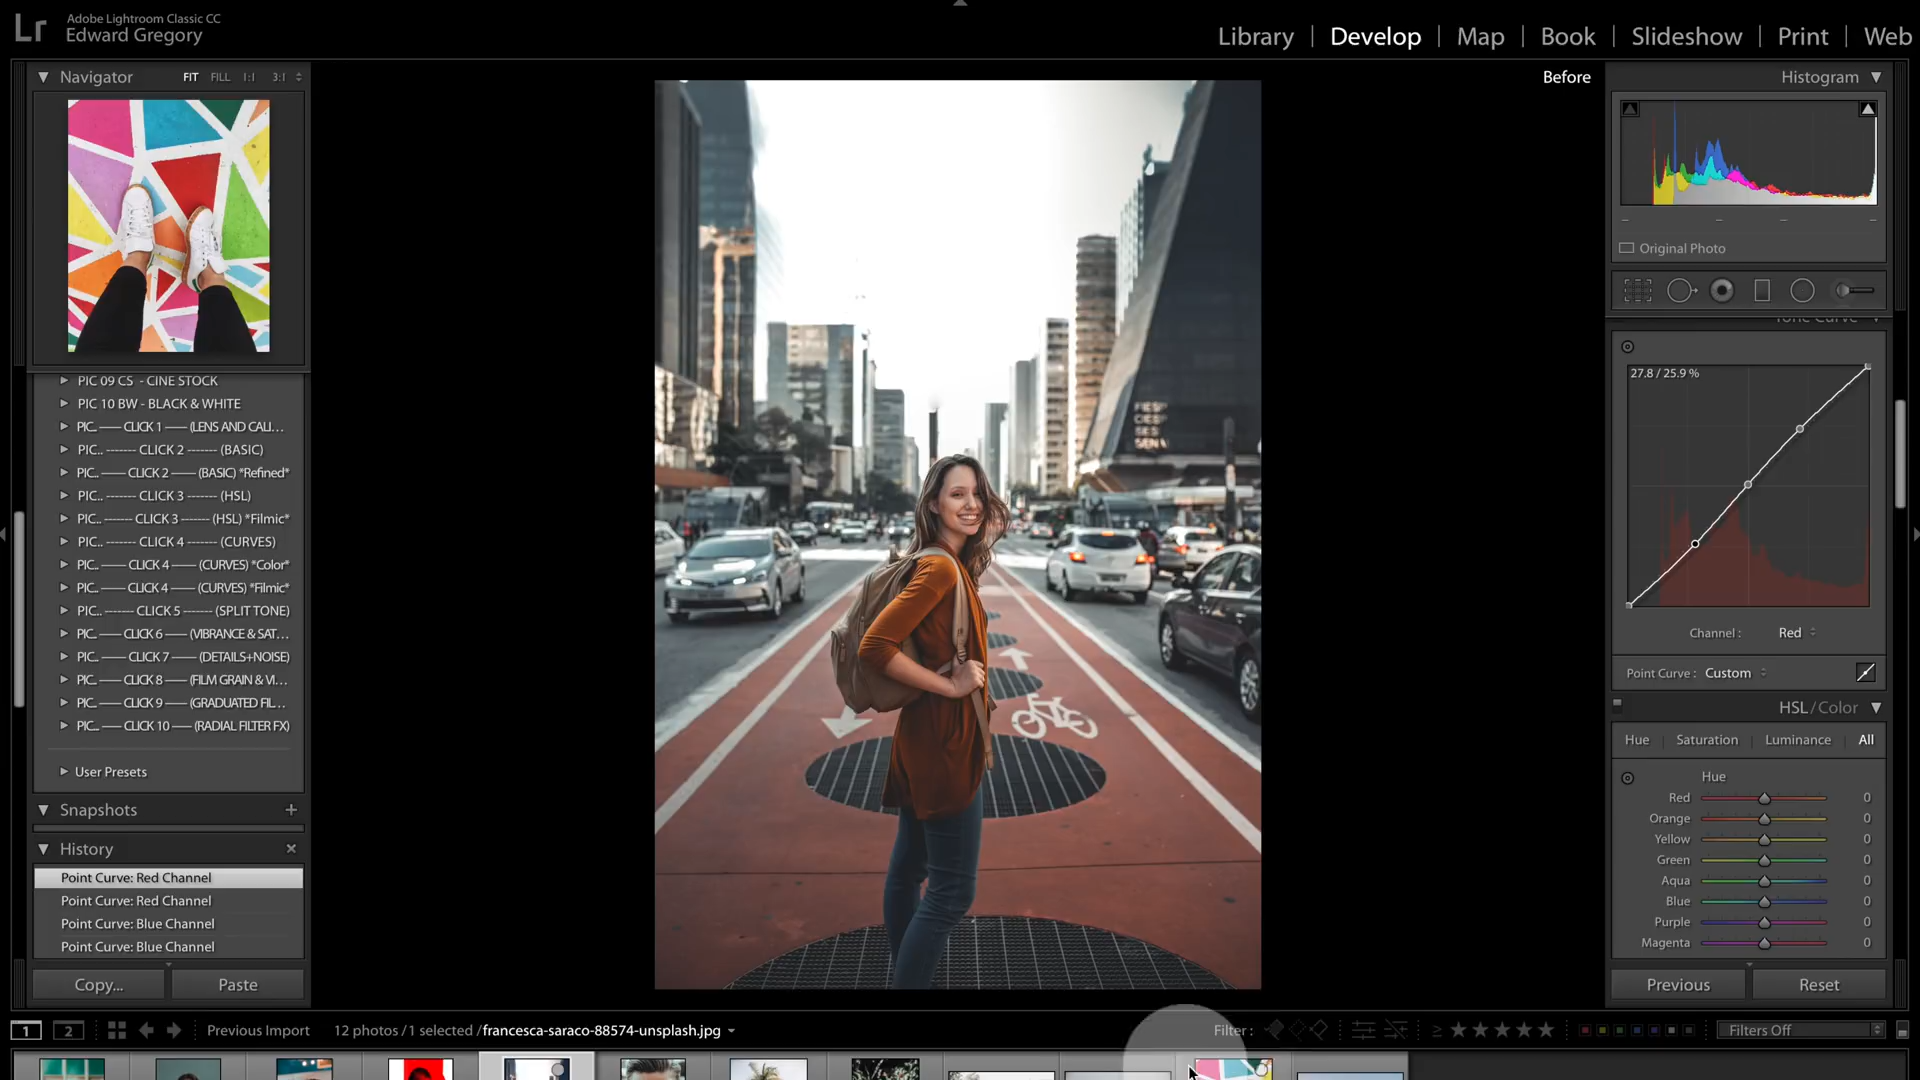 Lr
Adobe Lightroom Classic CC
Edward Gregory
Library | Develop | Map | Book | Slideshow | Print | Web
Navigator FIT FILL 1:1 3:1
PIC 09 CS - CINE STOCK
PIC 10 BW - BLACK & WHITE
PIC.. —— CLICK 1 —— (LENS AND CALI...
PIC.. ------- CLICK 2 ------- (BASIC)
PIC.. —— CLICK 2 —— (BASIC) *Refined*
PIC.. ------- CLICK 3 ------- (HSL)
PIC.. ------- CLICK 3 ------- (HSL) *Filmic*
PIC.. ------- CLICK 4 ------- (CURVES)
PIC.. —— CLICK 4 —— (CURVES) *Color*
PIC.. —— CLICK 4 —— (CURVES) *Filmic*
PIC.. ------- CLICK 5 ------- (SPLIT TONE)
PIC.. —— CLICK 6 —— (VIBRANCE & SAT...
PIC.. —— CLICK 7 —— (DETAILS+NOISE)
PIC.. —— CLICK 8 —— (FILM GRAIN & VI...
PIC.. —— CLICK 9 —— (GRADUATED FIL...
PIC.. —— CLICK 10 —— (RADIAL FILTER FX)
User Presets
Snapshots +
History ×
Point Curve: Red Channel
Point Curve: Red Channel
Point Curve: Blue Channel
Point Curve: Blue Channel
Copy... Paste
Before
Histogram
Original Photo
Tone Curve
27.8 / 25.9 %
Channel : Red
Point Curve : Custom
HSL / Color
Hue | Saturation | Luminance | All
Hue
Red 0
Orange 0
Yellow 0
Green 0
Aqua 0
Blue 0
Purple 0
Magenta 0
Previous Reset
1 2 Previous Import 12 photos / 1 selected / francesca-saraco-88574-unsplash.jpg Filter : ≥ Filters Off